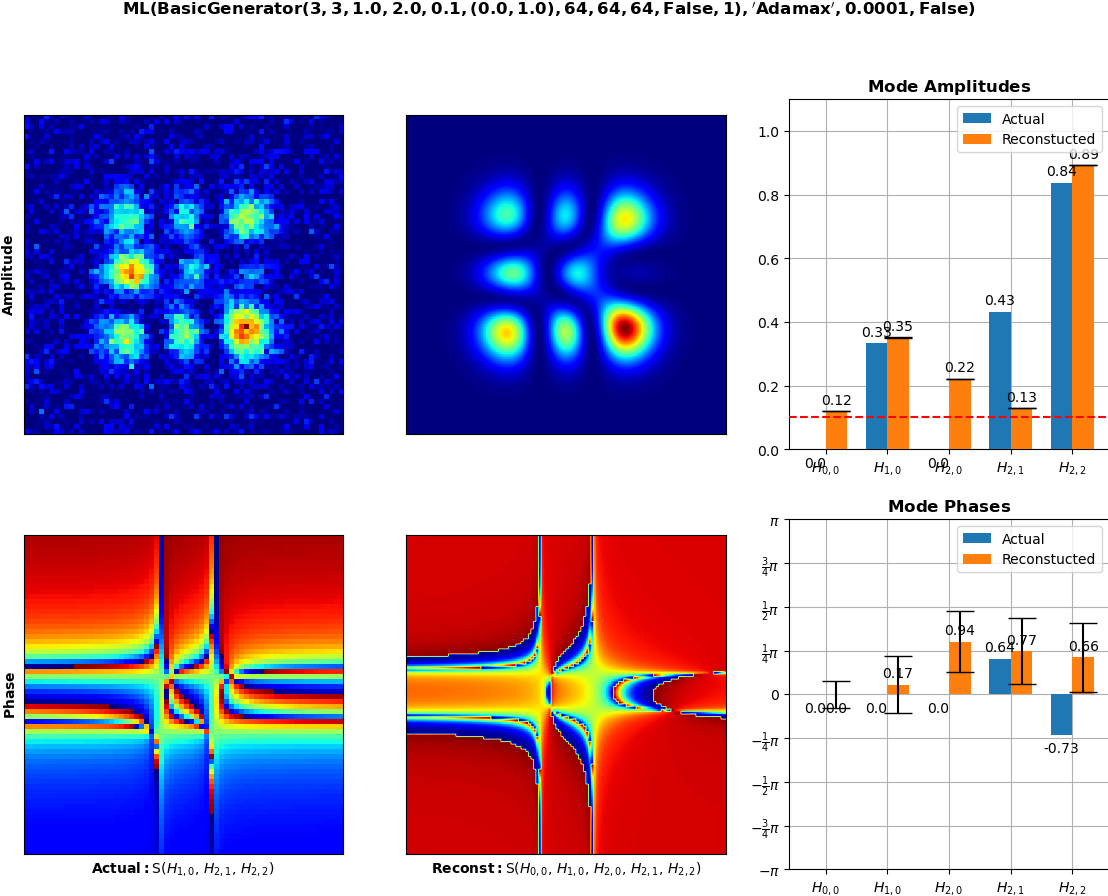 ML(BasicGenerator(3, 3, 1.0, 2.0, 0.1, (0.0, 1.0), 64, 64, 64, False, 1), 'Adamax', 0.0001, False)
Mode Amplitudes
Actual
Reconstucted
1.0
0.8
0.6
0.4
0.2
0.0
0.0
0.12
0.33
0.35
0.0
0.22
0.43
0.13
0.84
0.89
H0,0
H1,0
H2,0
H2,1
H2,2
Amplitude
Mode Phases
Actual
Reconstucted
π
3/4π
1/2π
1/4π
0
−1/4π
−1/2π
−3/4π
−π
0.0
0.0
0.0
0.17
0.0
0.94
0.64
0.77
-0.73
0.66
H0,0
H1,0
H2,0
H2,1
H2,2
Phase
Actual: S(H1,0, H2,1, H2,2)
Reconst: S(H0,0, H1,0, H2,0, H2,1, H2,2)